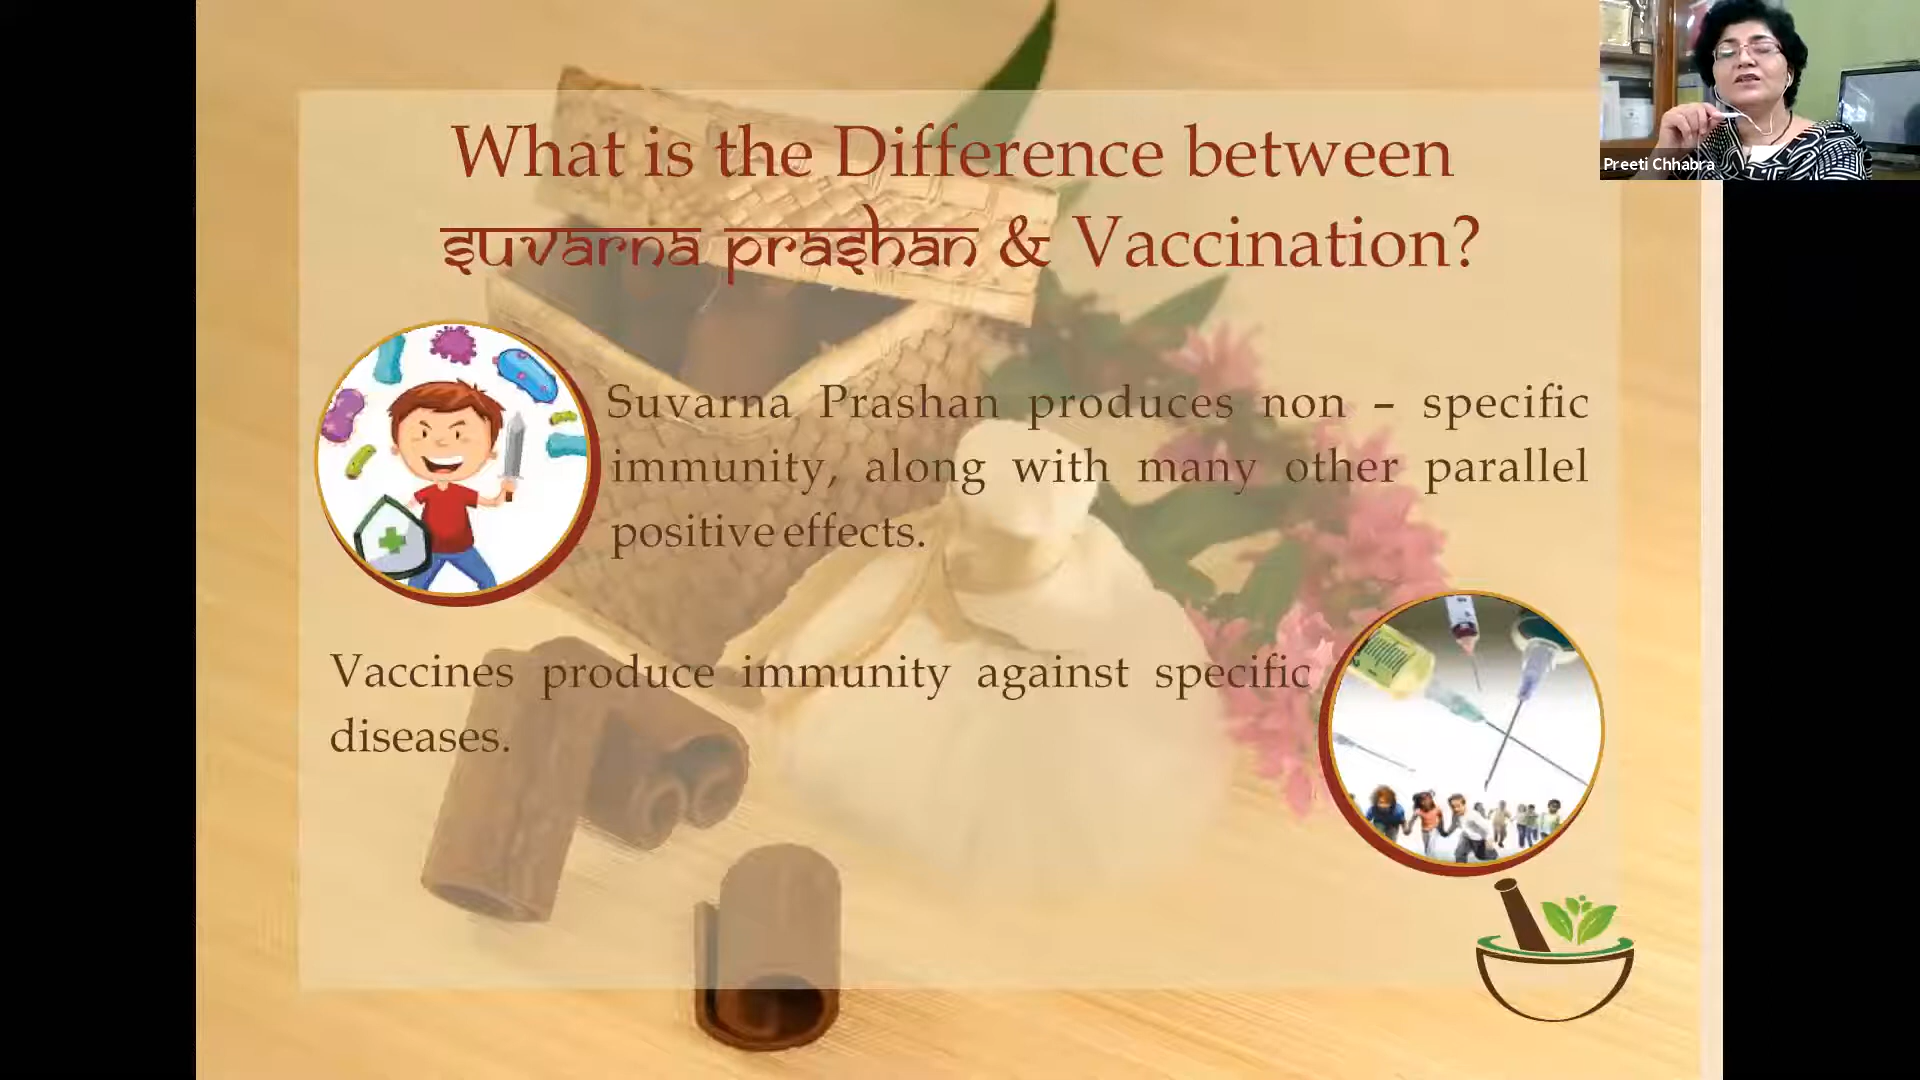 What is the Difference between
suvarna prashan & Vaccination?
Preeti Chhabra
Suvarna Prashan produces non – specific
immunity, along with many other parallel
positive effects.
Vaccines produce immunity against specific
diseases.